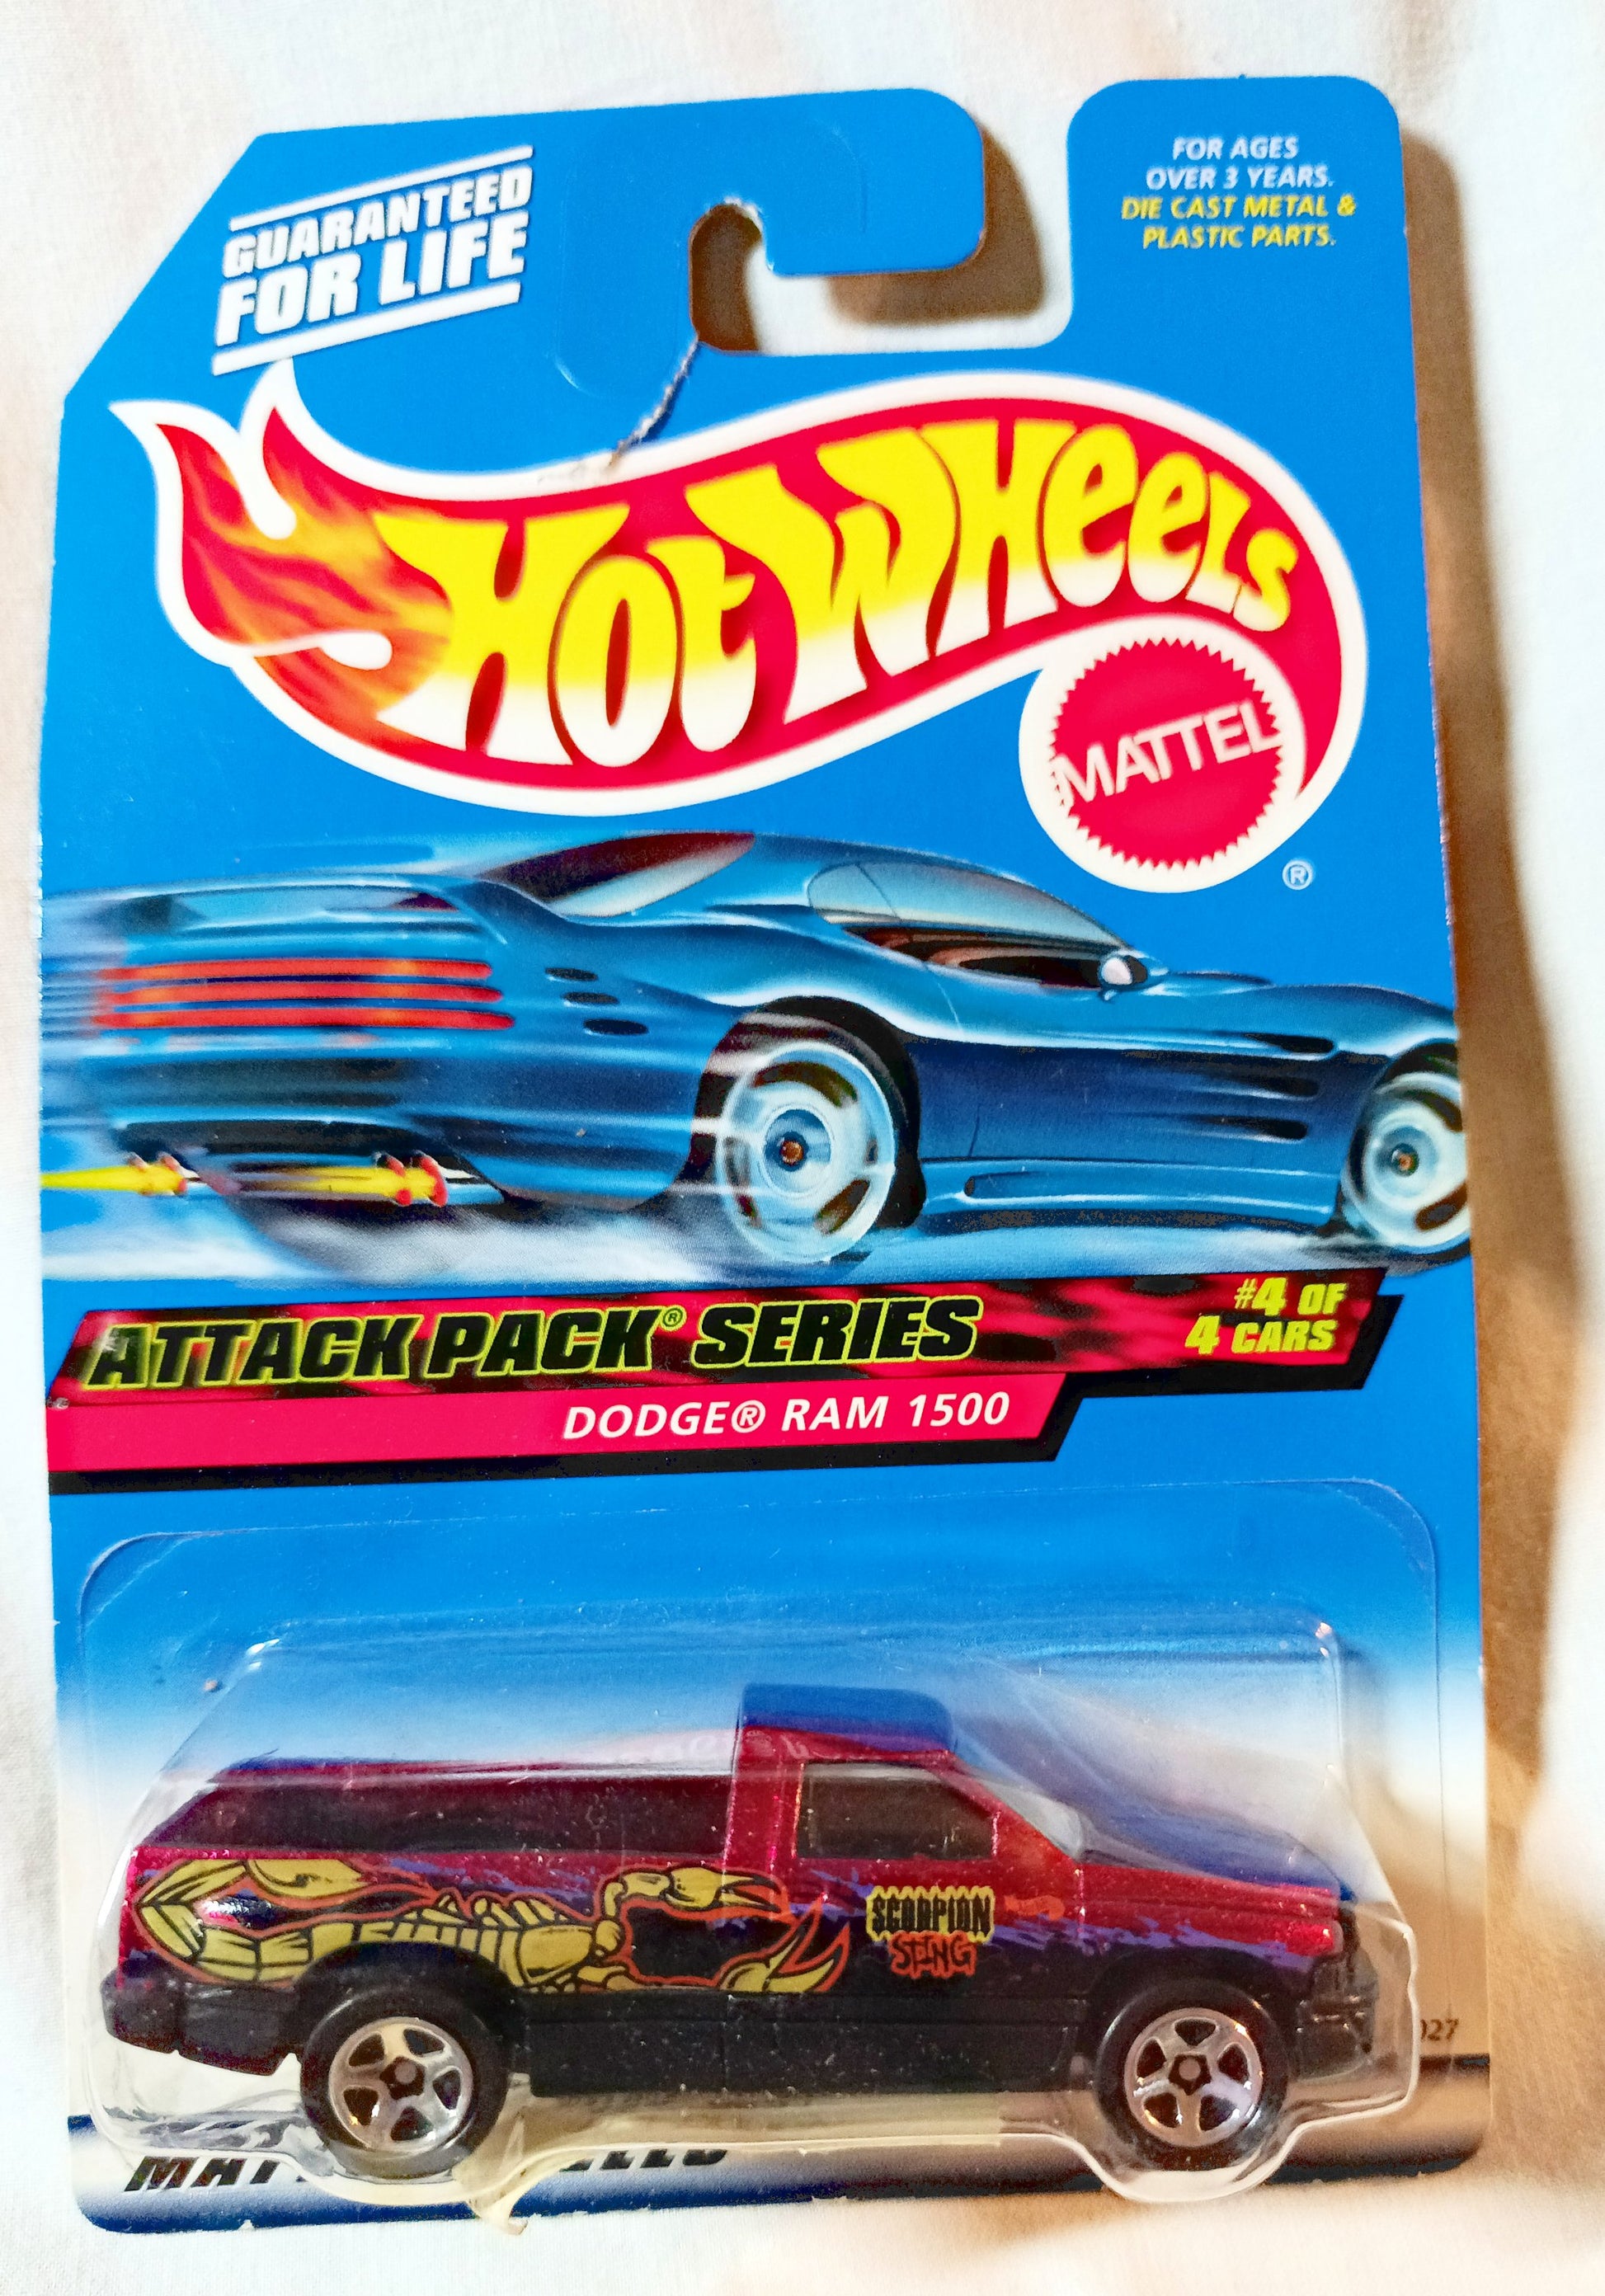 GUARANTEED
FOR LIFE
FOR AGES
OVER 3 YEARS.
DIE CAST METAL &
PLASTIC PARTS.
HOT WHEELS
MATTEL
®
ATTACK PACK® SERIES
#4 OF
4 CARS
DODGE® RAM 1500
SCORPION
STING
027